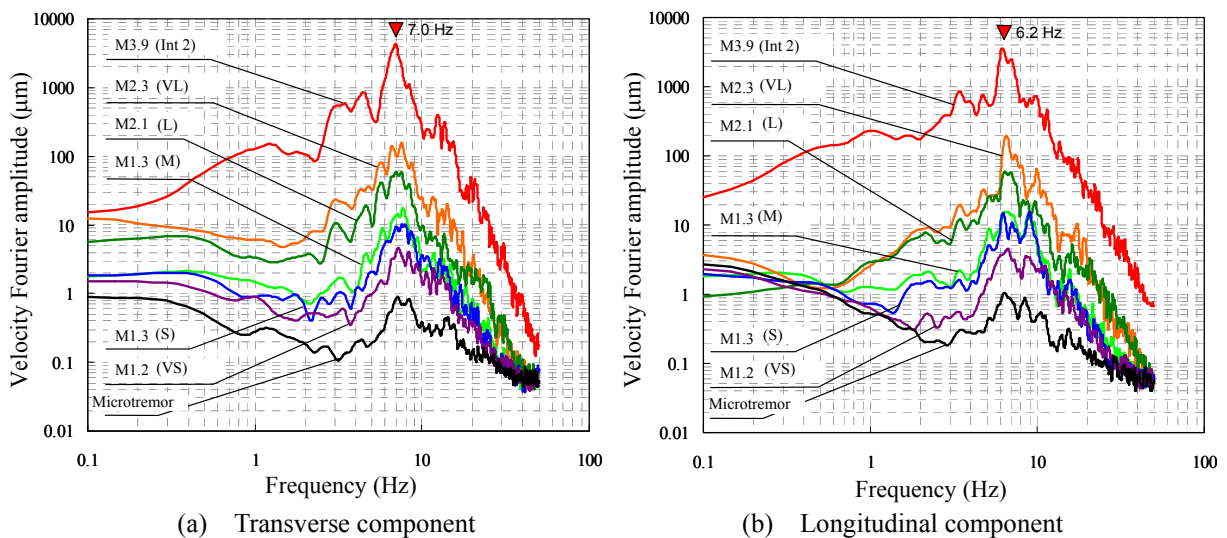 Velocity Fourier amplitude (μm)
10000
1000
100
10
1
0.1
0.01
7.0 Hz
M3.9 (Int 2)
M2.3 (VL)
M2.1 (L)
M1.3 (M)
M1.3 (S)
M1.2 (VS)
Microtremor
0.1 1 10 100
Frequency (Hz)
(a) Transverse component
Velocity Fourier amplitude (μm)
10000
1000
100
10
1
0.1
0.01
6.2 Hz
M3.9 (Int 2)
M2.3 (VL)
M2.1 (L)
M1.3 (M)
M1.3 (S)
M1.2 (VS)
Microtremor
0.1 1 10 100
Frequency (Hz)
(b) Longitudinal component